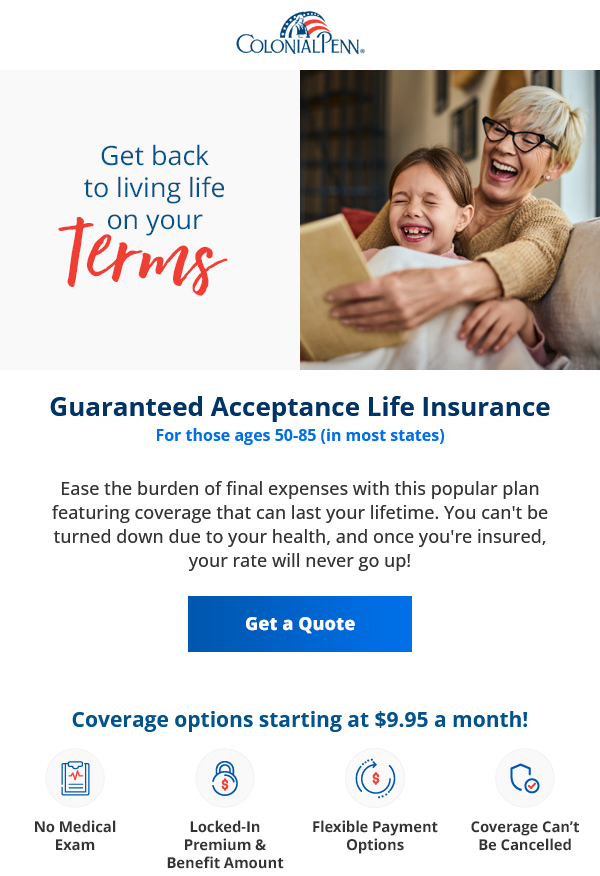 COLONIALPENN®
Get back
to living life
on your
Terms
Guaranteed Acceptance Life Insurance
For those ages 50-85 (in most states)
Ease the burden of final expenses with this popular plan
featuring coverage that can last your lifetime. You can't be
turned down due to your health, and once you're insured,
your rate will never go up!
Get a Quote
Coverage options starting at $9.95 a month!
$
$
No Medical
Exam
Locked-In
Premium &
Benefit Amount
Flexible Payment
Options
Coverage Can't
Be Cancelled